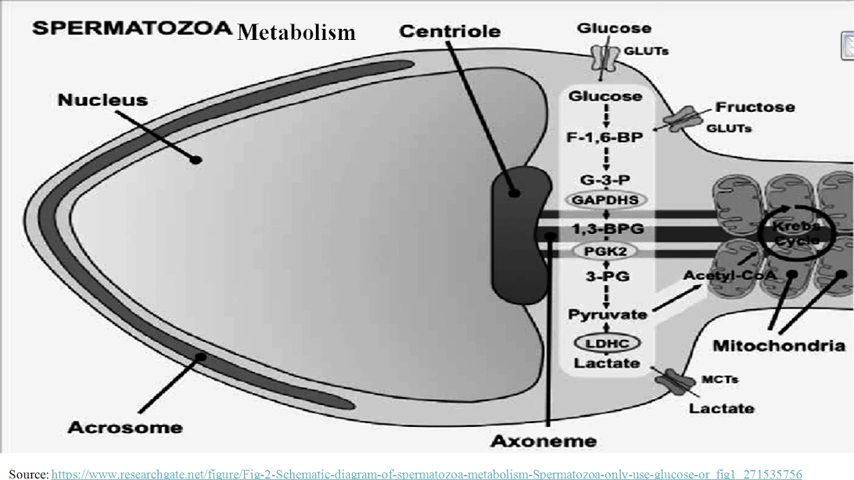 SPERMATOZOA Metabolism
Centriole
Glucose
GLUTs
Nucleus
Glucose
Fructose
GLUTs
F-1,6-BP
G-3-P
GAPDHS
1,3-BPG
Krebs
Cycle
PGK2
3-PG
Acetyl-CoA
Pyruvate
LDHC
Mitochondria
Lactate
MCTs
Lactate
Acrosome
Axoneme
Source: https://www.researchgate.net/figure/Fig-2-Schematic-diagram-of-spermatozoa-metabolism-Spermatozoa-only-use-glucose-or_fig1_271535756